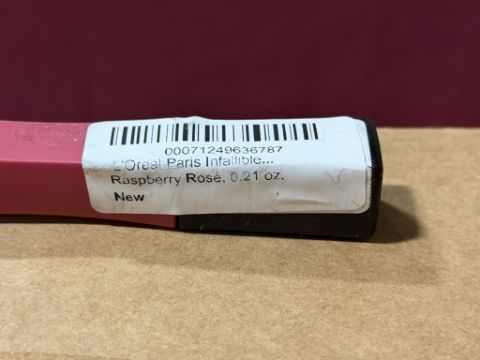 00071249636787
L'Oreal Paris Infallible...
Raspberry Rosé, 0.21 oz.
New